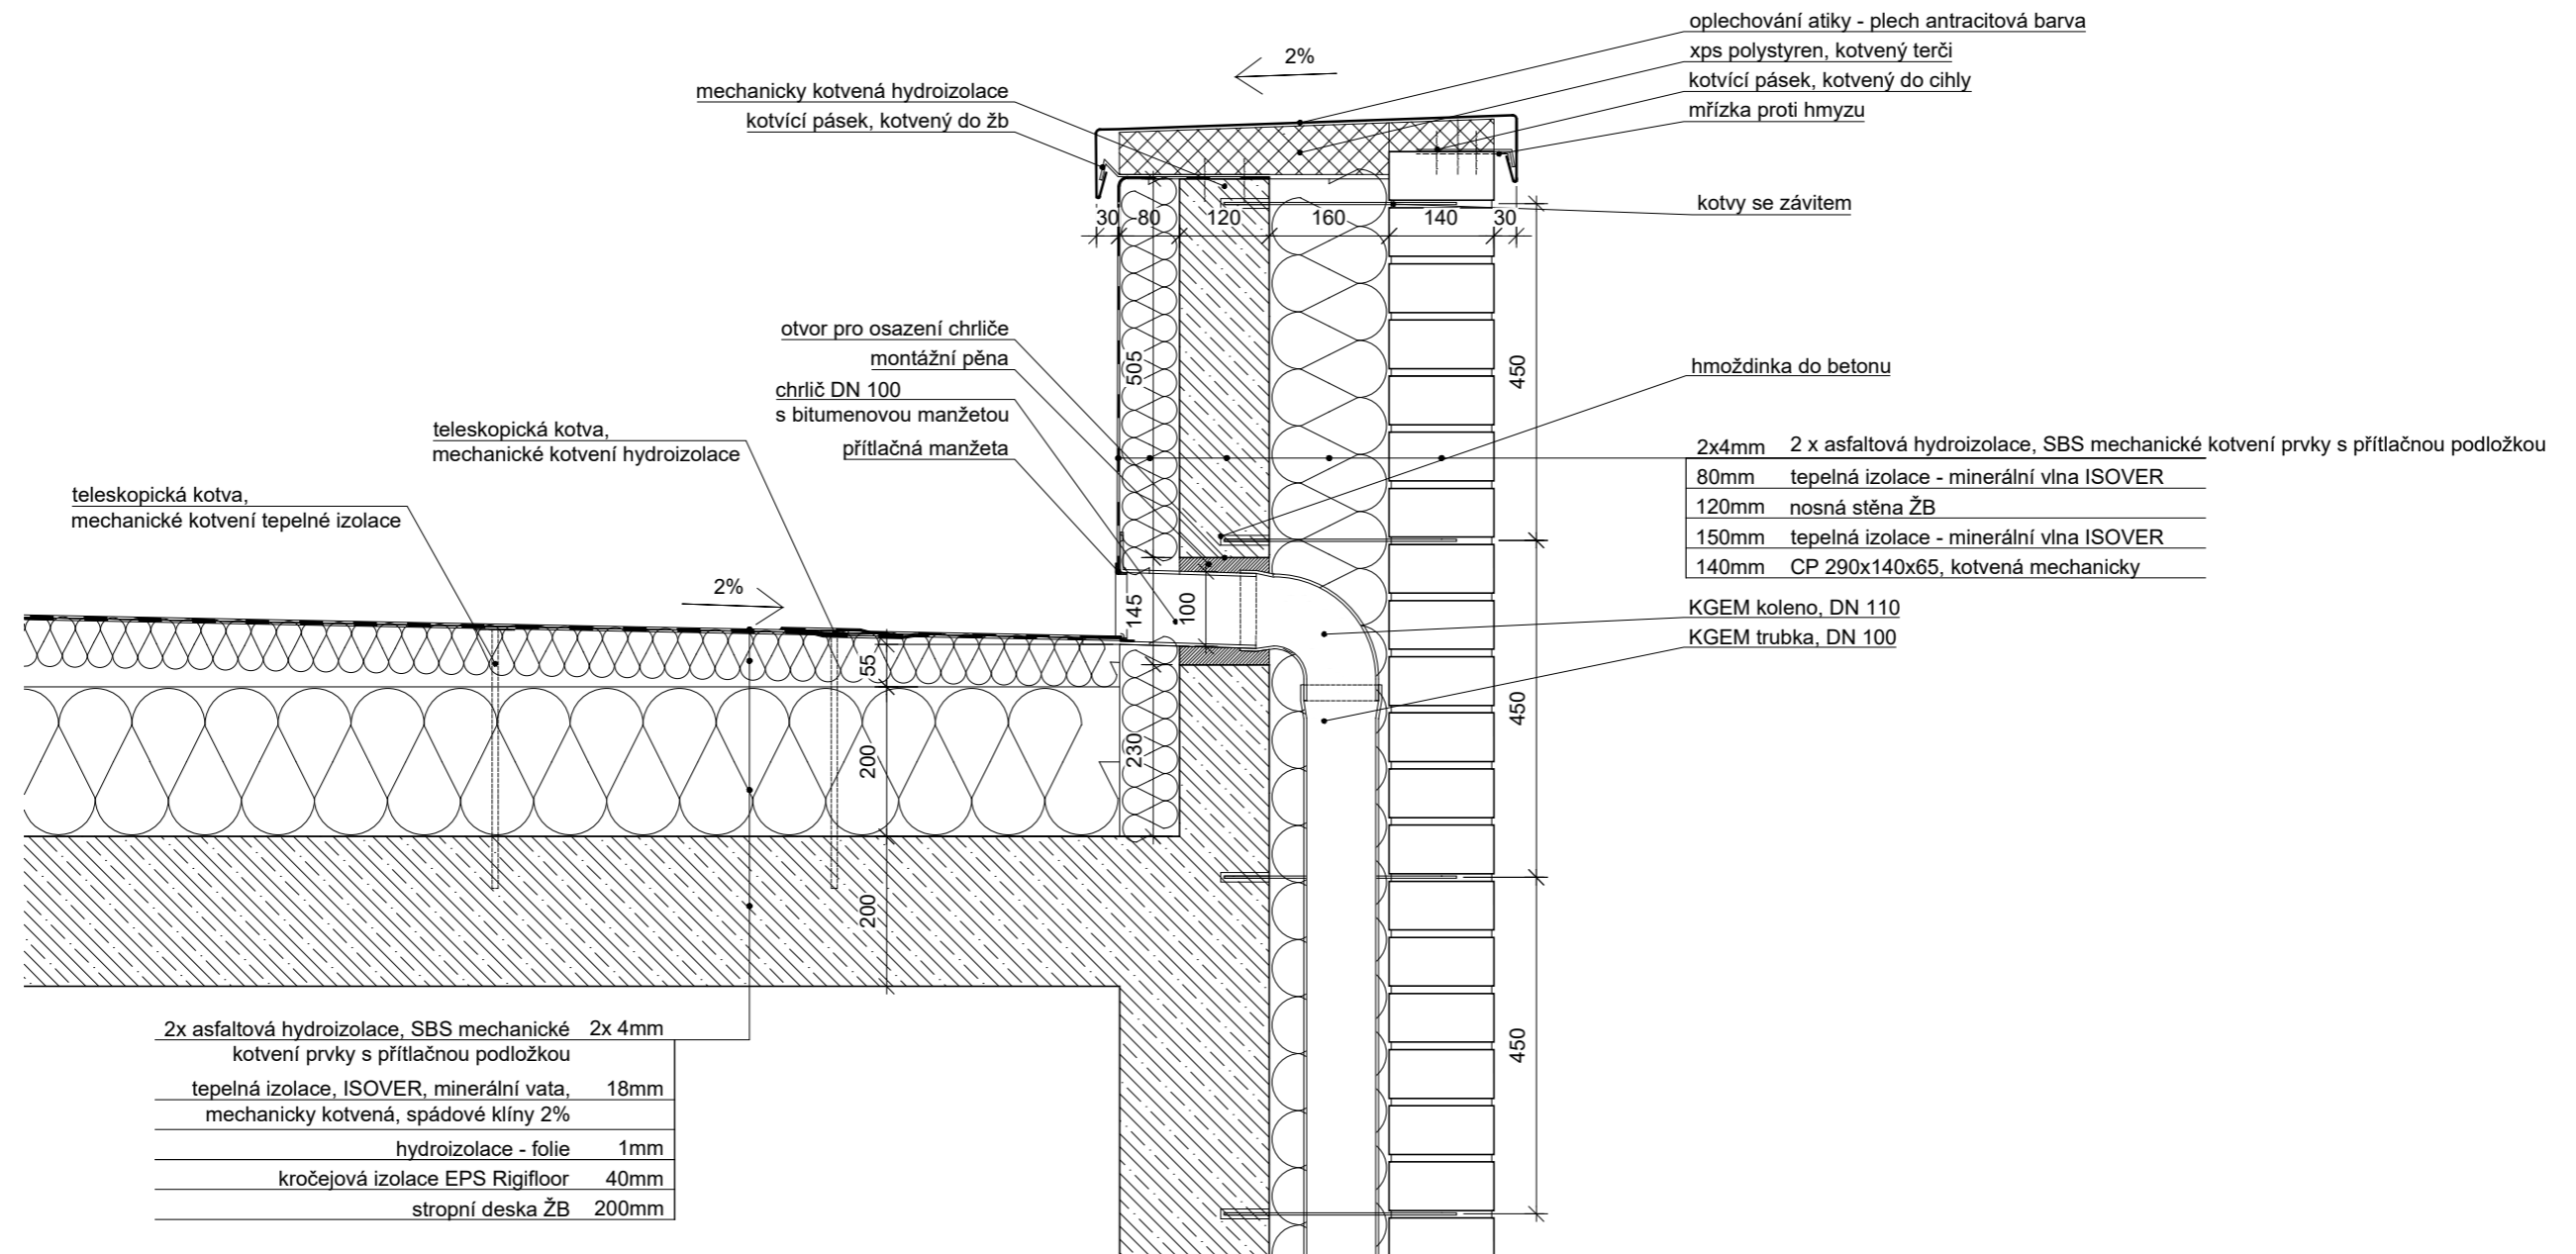 oplechování atiky - plech antracitová barva
xps polystyren, kotvený terči
kotvící pásek, kotvený do cihly
mřížka proti hmyzu
2%
mechanicky kotvená hydroizolace
kotvící pásek, kotvený do žb
kotvy se závitem
30 80 120 160 140 30
otvor pro osazení chrliče
montážní pěna
chrlič DN 100
s bitumenovou manžetou
přítlačná manžeta
505
450
hmoždinka do betonu
teleskopická kotva,
mechanické kotvení hydroizolace
teleskopická kotva,
mechanické kotvení tepelné izolace
2x4mm 2 x asfaltová hydroizolace, SBS mechanické kotvení prvky s přítlačnou podložkou
80mm tepelná izolace - minerální vlna ISOVER
120mm nosná stěna ŽB
150mm tepelná izolace - minerální vlna ISOVER
140mm CP 290x140x65, kotvená mechanicky
2%
145
100
KGEM koleno, DN 110
KGEM trubka, DN 100
55
200
230
450
200
450
2x asfaltová hydroizolace, SBS mechanické 2x 4mm
kotvení prvky s přítlačnou podložkou
tepelná izolace, ISOVER, minerální vata, 18mm
mechanicky kotvená, spádové klíny 2%
hydroizolace - folie 1mm
kročejová izolace EPS Rigifloor 40mm
stropní deska ŽB 200mm